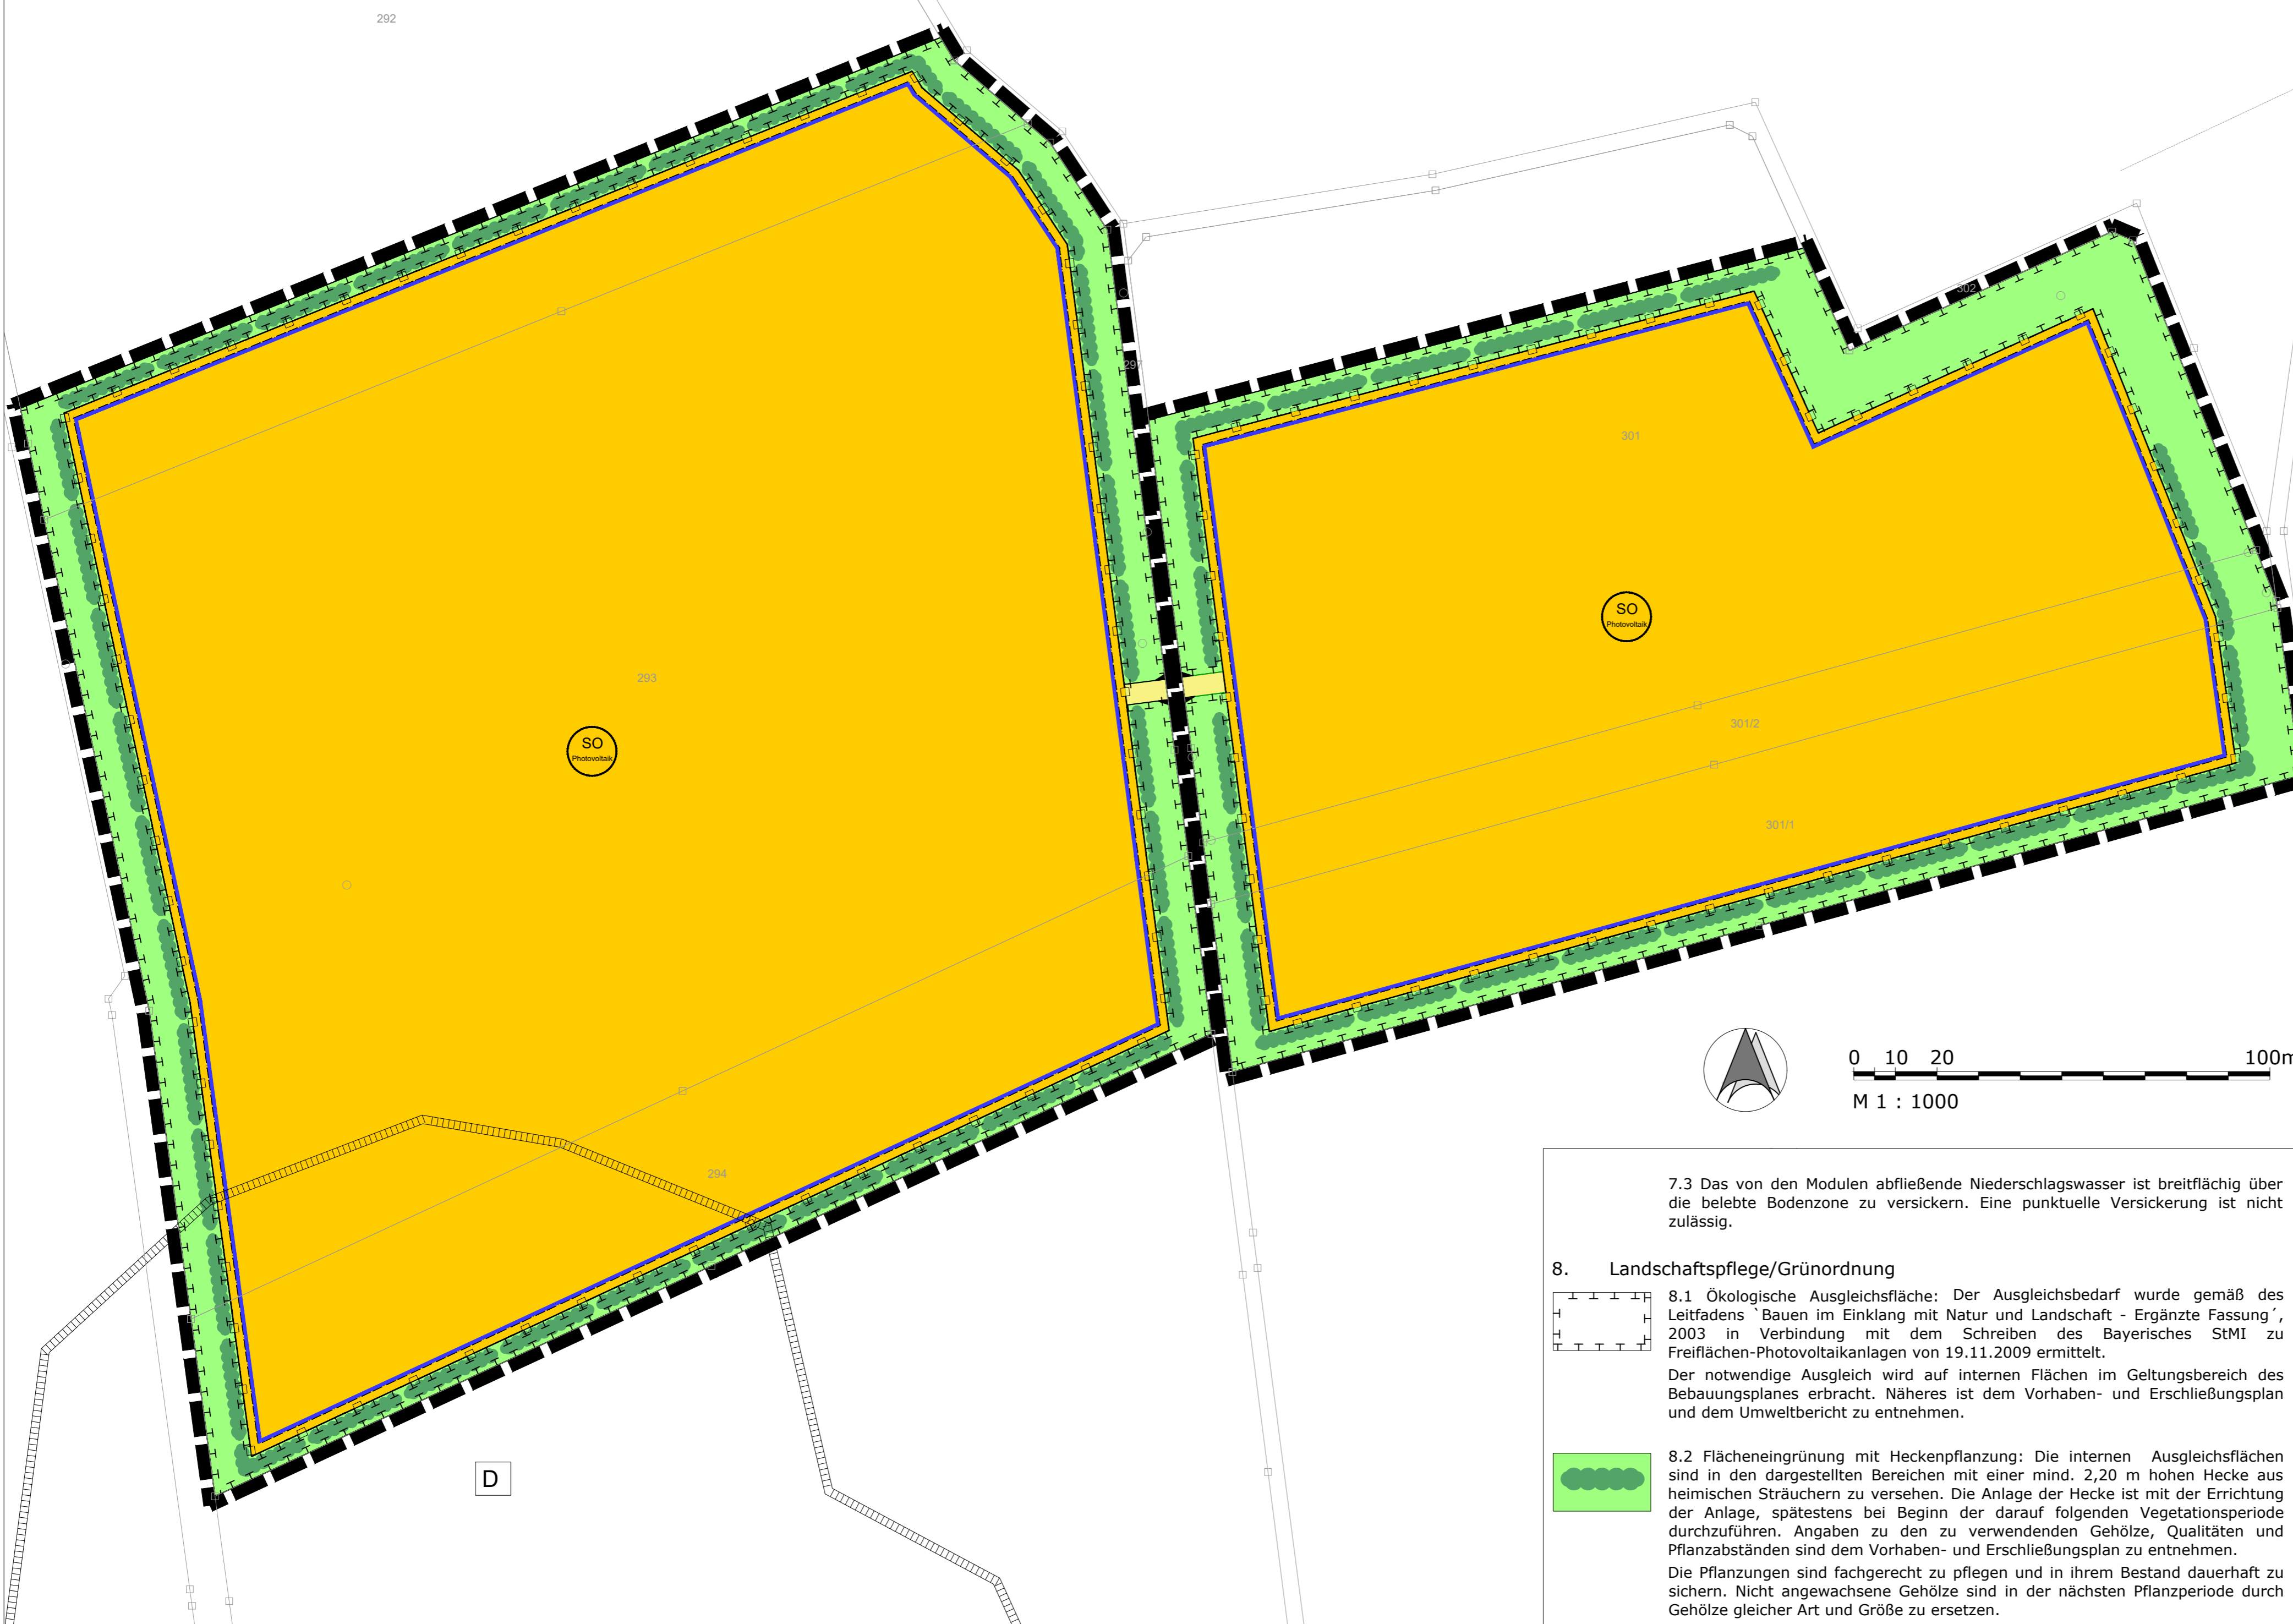 292
302
297
301
SO
Photovoltaik
293
301/2
SO
Photovoltaik
301/1
0 10 20 100m
M 1 : 1000
294
D
7.3 Das von den Modulen abfließende Niederschlagswasser ist breitflächig über
die belebte Bodenzone zu versickern. Eine punktuelle Versickerung ist nicht
zulässig.
8. Landschaftspflege/Grünordnung
8.1 Ökologische Ausgleichsfläche: Der Ausgleichsbedarf wurde gemäß des
Leitfadens `Bauen im Einklang mit Natur und Landschaft - Ergänzte Fassung´,
2003 in Verbindung mit dem Schreiben des Bayerisches StMI zu
Freiflächen-Photovoltaikanlagen von 19.11.2009 ermittelt.
Der notwendige Ausgleich wird auf internen Flächen im Geltungsbereich des
Bebauungsplanes erbracht. Näheres ist dem Vorhaben- und Erschließungsplan
und dem Umweltbericht zu entnehmen.
8.2 Flächeneingrünung mit Heckenpflanzung: Die internen Ausgleichsflächen
sind in den dargestellten Bereichen mit einer mind. 2,20 m hohen Hecke aus
heimischen Sträuchern zu versehen. Die Anlage der Hecke ist mit der Errichtung
der Anlage, spätestens bei Beginn der darauf folgenden Vegetationsperiode
durchzuführen. Angaben zu den zu verwendenden Gehölze, Qualitäten und
Pflanzabständen sind dem Vorhaben- und Erschließungsplan zu entnehmen.
Die Pflanzungen sind fachgerecht zu pflegen und in ihrem Bestand dauerhaft zu
sichern. Nicht angewachsene Gehölze sind in der nächsten Pflanzperiode durch
Gehölze gleicher Art und Größe zu ersetzen.